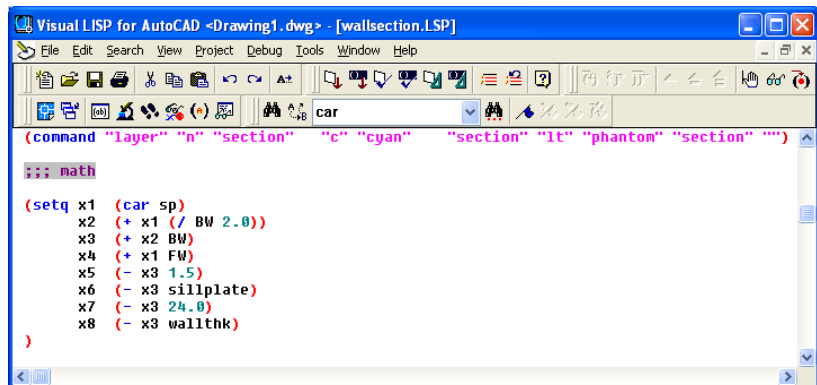 Visual LISP for AutoCAD <Drawing1.dwg> - [wallsection.LSP]
File Edit Search View Project Debug Tools Window Help
car
(command "layer" "n" "section" "c" "cyan" "section" "lt" "phantom" "section" "")
;;; math
(setq x1 (car sp)
x2 (+ x1 (/ BW 2.0))
x3 (+ x2 BW)
x4 (+ x1 FW)
x5 (- x3 1.5)
x6 (- x3 sillplate)
x7 (- x3 24.0)
x8 (- x3 wallthk)
)